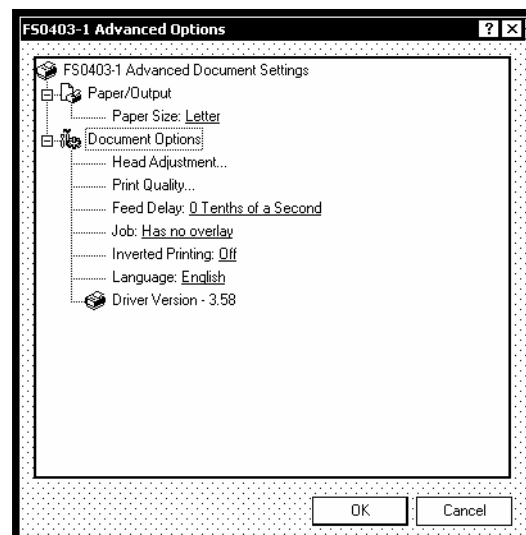 FS0403-1 Advanced Options
FS0403-1 Advanced Document Settings
Paper/Output
Paper Size: Letter
Document Options
Head Adjustment...
Print Quality...
Feed Delay: 0 Tenths of a Second
Job: Has no overlay
Inverted Printing: Off
Language: English
Driver Version - 3.58
OK Cancel